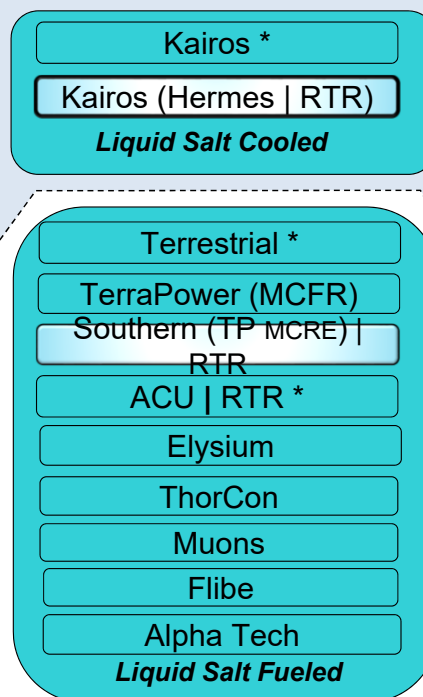 Kairos *
Kairos (Hermes | RTR)
Liquid Salt Cooled
Terrestrial *
TerraPower (MCFR)
Southern (TP MCRE) |
RTR
ACU | RTR *
Elysium
ThorCon
Muons
Flibe
Alpha Tech
Liquid Salt Fueled